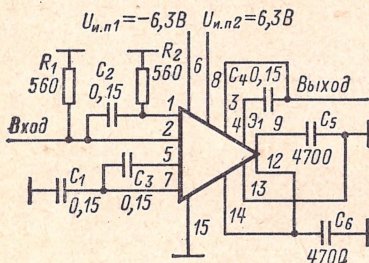 Uи.п1=-6,3В Uи.п2=6,3В
R1 560
R2 560
C2 0,15
C4 0,15
6
8
Выход
1
3
Вход
2
4
Э1
9
C5
4700
5
12
C1 0,15
C3 0,15
7
13
15
14
C6
4700